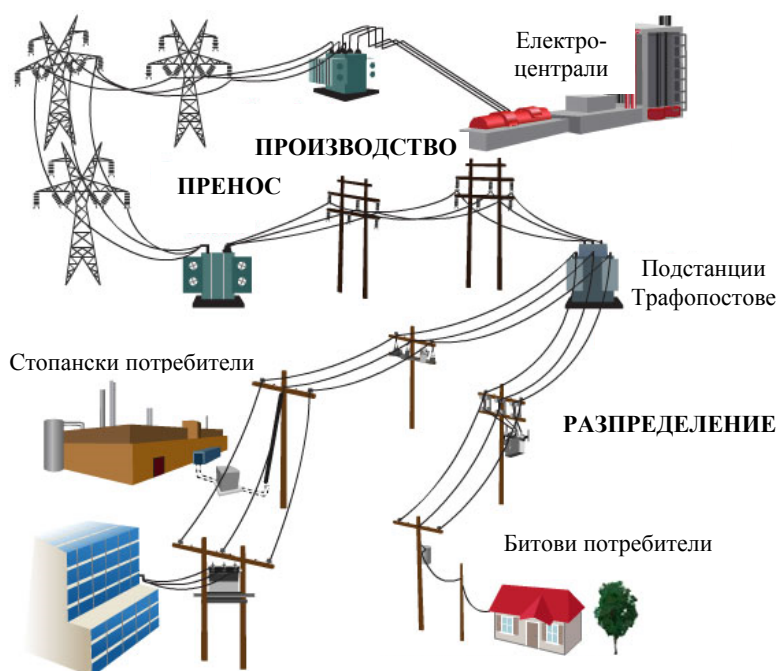 Електро-
централи
ПРОИЗВОДСТВО
ПРЕНОС
Подстанции
Трафопостове
Стопански потребители
РАЗПРЕДЕЛЕНИЕ
Битови потребители